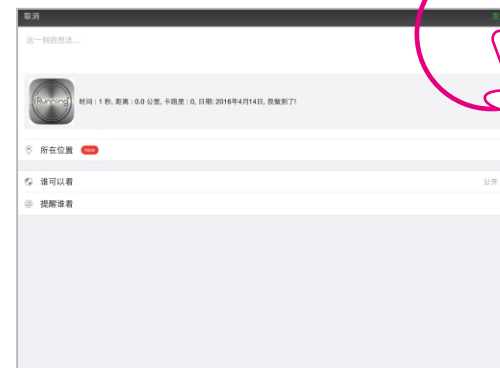 取消
这一刻的想法...
iRunning
时间 : 1 秒, 距离 : 0.0 公里, 卡路里 : 0, 日期: 2016年4月14日, 我做到了!
所在位置 new
谁可以看 公开
提醒谁看